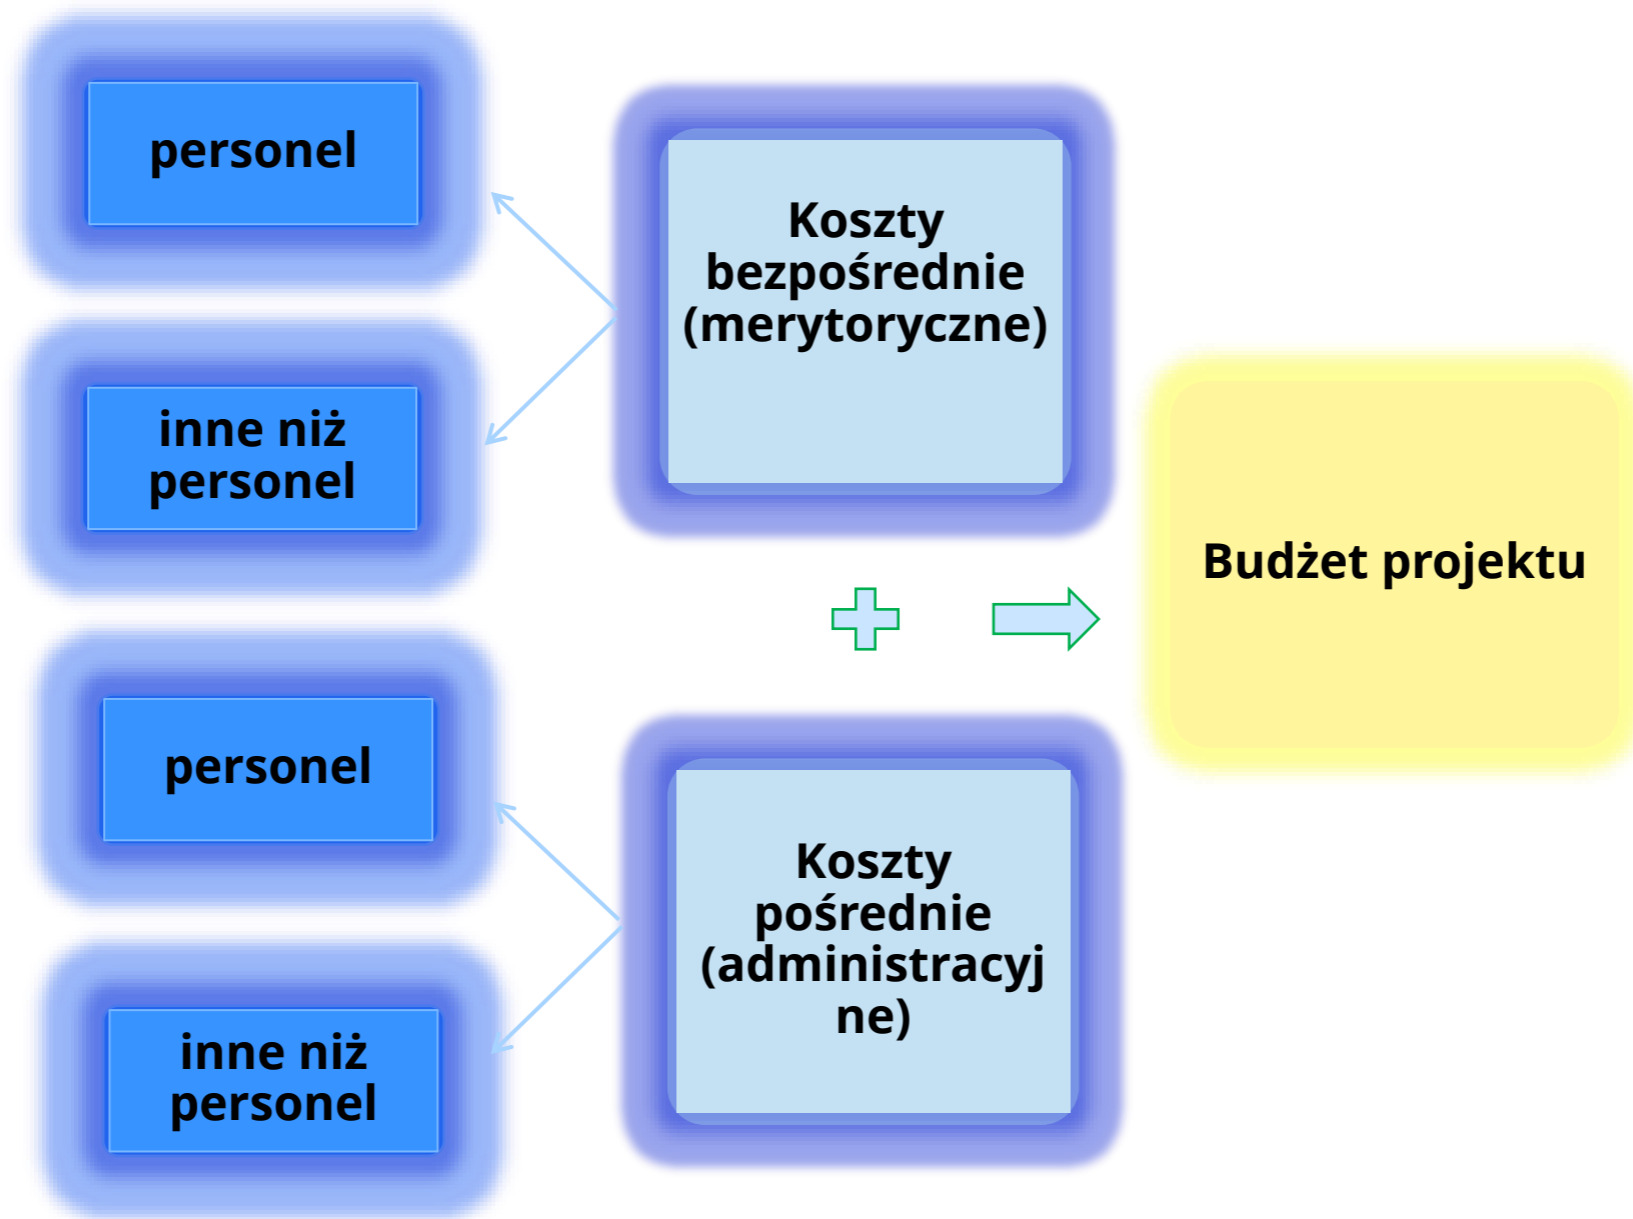 personel
inne niż
personel
Koszty
bezpośrednie
(merytoryczne)
Budżet projektu
personel
inne niż
personel
Koszty
pośrednie
(administracyj
ne)